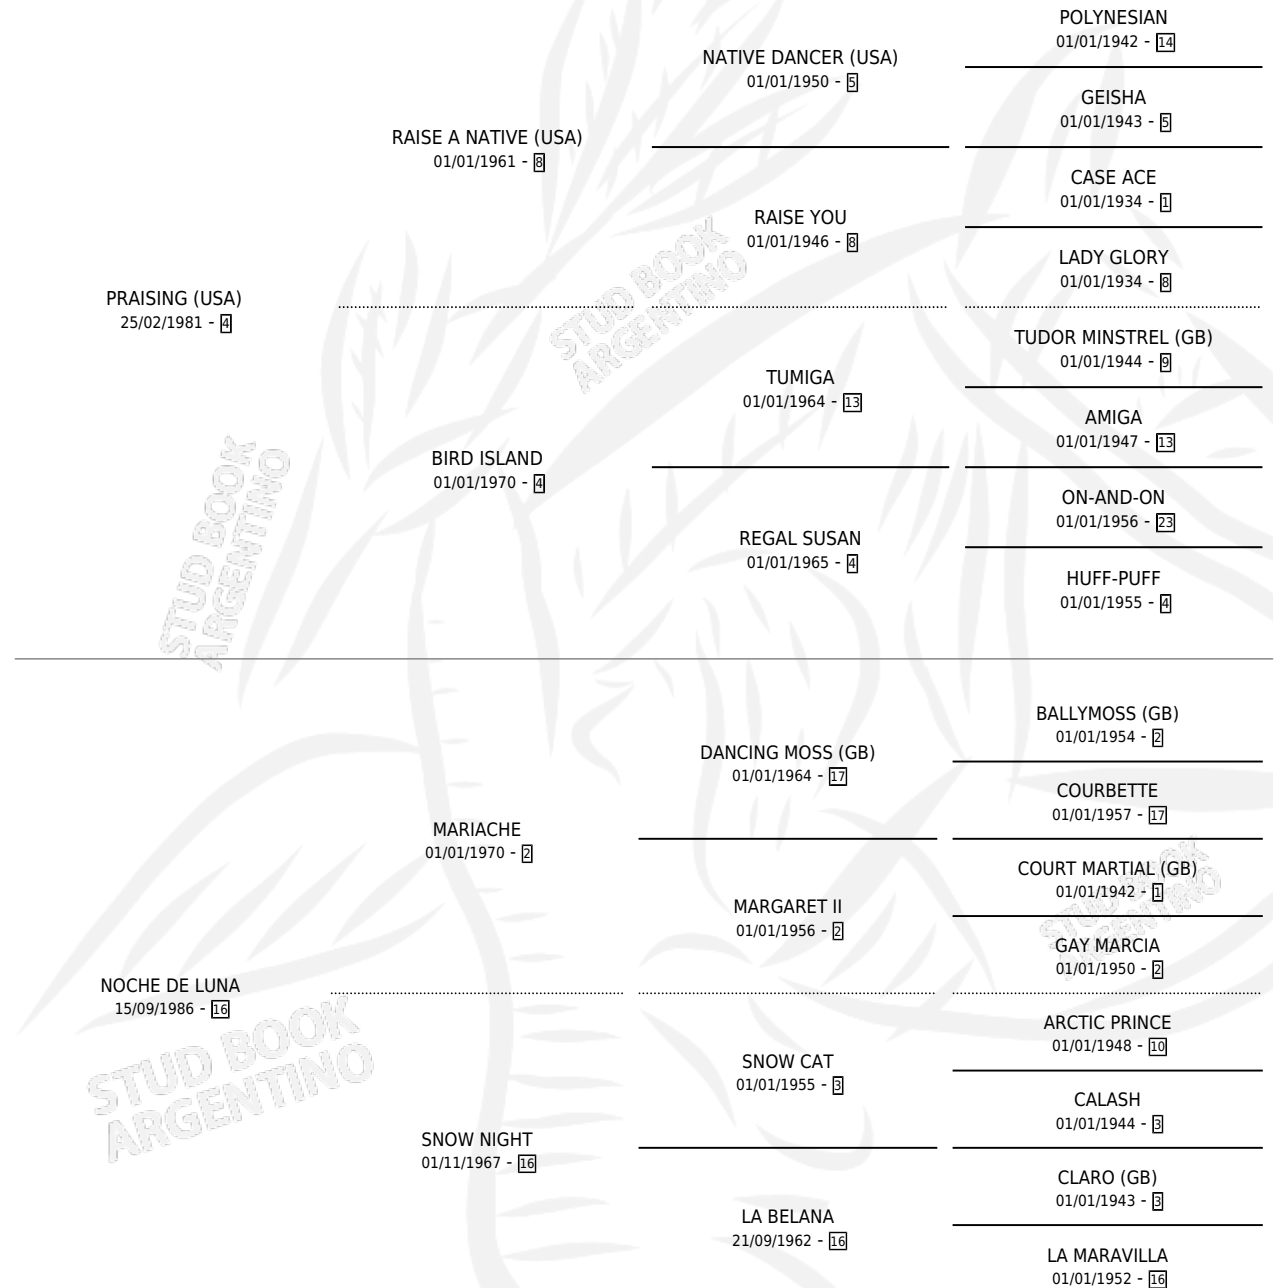 POLYNESIAN
01/01/1942 - 14
NATIVE DANCER (USA)
01/01/1950 - 5
GEISHA
01/01/1943 - 5
RAISE A NATIVE (USA)
01/01/1961 - 8
CASE ACE
01/01/1934 - 1
RAISE YOU
01/01/1946 - 8
LADY GLORY
01/01/1934 - 8
PRAISING (USA)
25/02/1981 - 4
TUDOR MINSTREL (GB)
01/01/1944 - 9
TUMIGA
01/01/1964 - 13
AMIGA
01/01/1947 - 13
BIRD ISLAND
01/01/1970 - 4
ON-AND-ON
01/01/1956 - 23
REGAL SUSAN
01/01/1965 - 4
HUFF-PUFF
01/01/1955 - 4
BALLYMOSS (GB)
01/01/1954 - 2
DANCING MOSS (GB)
01/01/1964 - 17
COURBETTE
01/01/1957 - 17
MARIACHE
01/01/1970 - 2
COURT MARTIAL (GB)
01/01/1942 - 1
MARGARET II
01/01/1956 - 2
GAY MARCIA
01/01/1950 - 2
NOCHE DE LUNA
15/09/1986 - 16
ARCTIC PRINCE
01/01/1948 - 10
SNOW CAT
01/01/1955 - 3
CALASH
01/01/1944 - 3
SNOW NIGHT
01/11/1967 - 16
CLARO (GB)
01/01/1943 - 3
LA BELANA
21/09/1962 - 16
LA MARAVILLA
01/01/1952 - 16
STUD BOOK
ARGENTINO
STUD BOOK
ARGENTINO
STUD BOOK
ARGENTINO
STUD BOOK
ARGENTINO